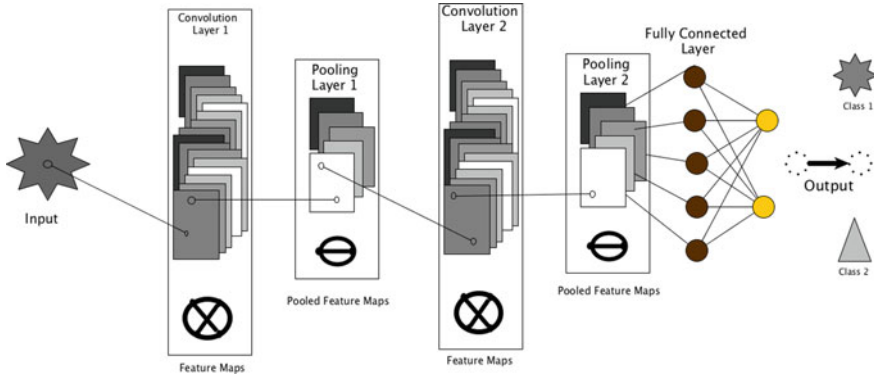 Input
Convolution
Layer 1
Feature Maps
Pooling
Layer 1
Pooled Feature Maps
Convolution
Layer 2
Feature Maps
Pooling
Layer 2
Pooled Feature Maps
Fully Connected
Layer
Class 1
Output
Class 2